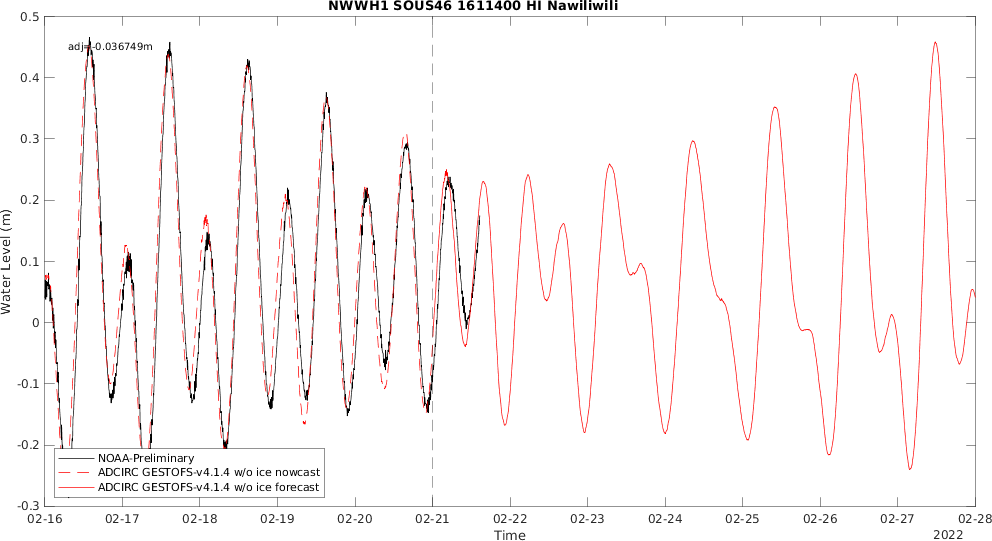 NWWH1 SOUS46 1611400 HI Nawiliwili
adj=-0.036749m
0.5
0.4
0.3
0.2
0.1
0
-0.1
-0.2
-0.3
Water Level (m)
NOAA-Preliminary
ADCIRC GESTOFS-v4.1.4 w/o ice nowcast
ADCIRC GESTOFS-v4.1.4 w/o ice forecast
02-16 02-17 02-18 02-19 02-20 02-21 02-22 02-23 02-24 02-25 02-26 02-27 02-28
Time
2022